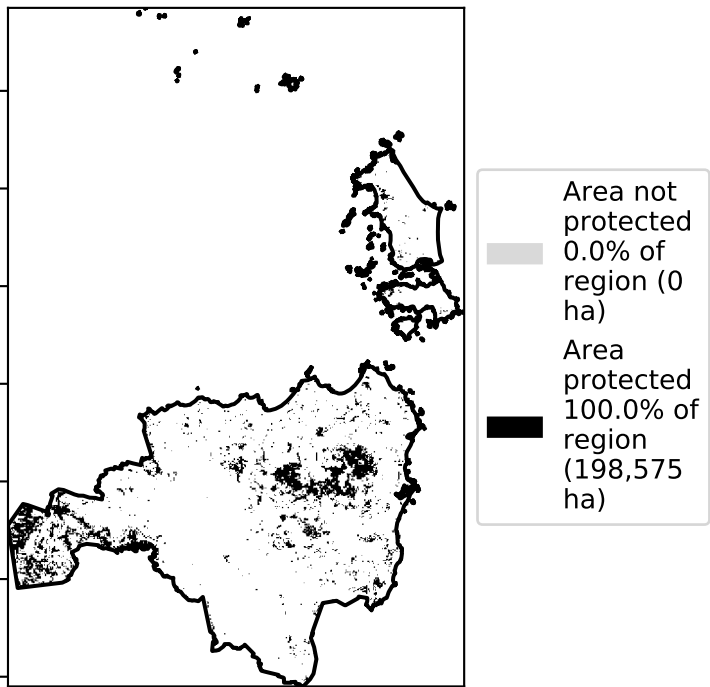 Area not
protected
0.0% of
region (0
ha)
Area
protected
100.0% of
region
(198,575
ha)